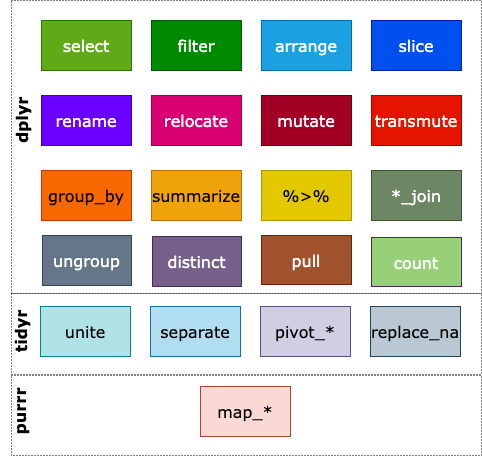 dplyr
select
filter
arrange
slice
rename
relocate
mutate
transmute
group_by
summarize
%>%
*_join
ungroup
distinct
pull
count
tidyr
unite
separate
pivot_*
replace_na
purrr
map_*